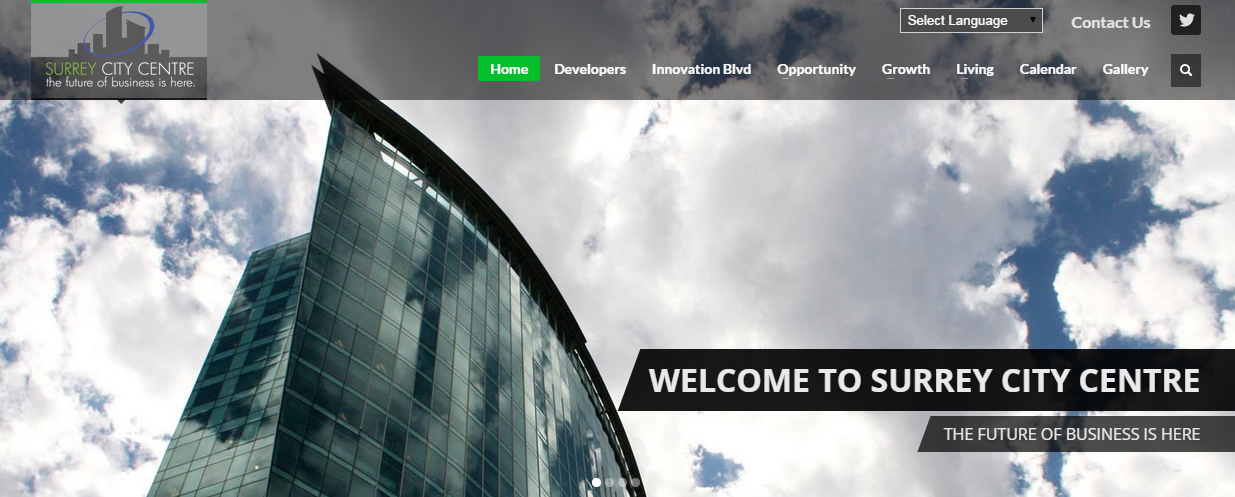 SURREY CITY CENTRE
the future of business is here.
Select Language
Contact Us
Home
Developers
Innovation Blvd
Opportunity
Growth
Living
Calendar
Gallery
WELCOME TO SURREY CITY CENTRE
THE FUTURE OF BUSINESS IS HERE